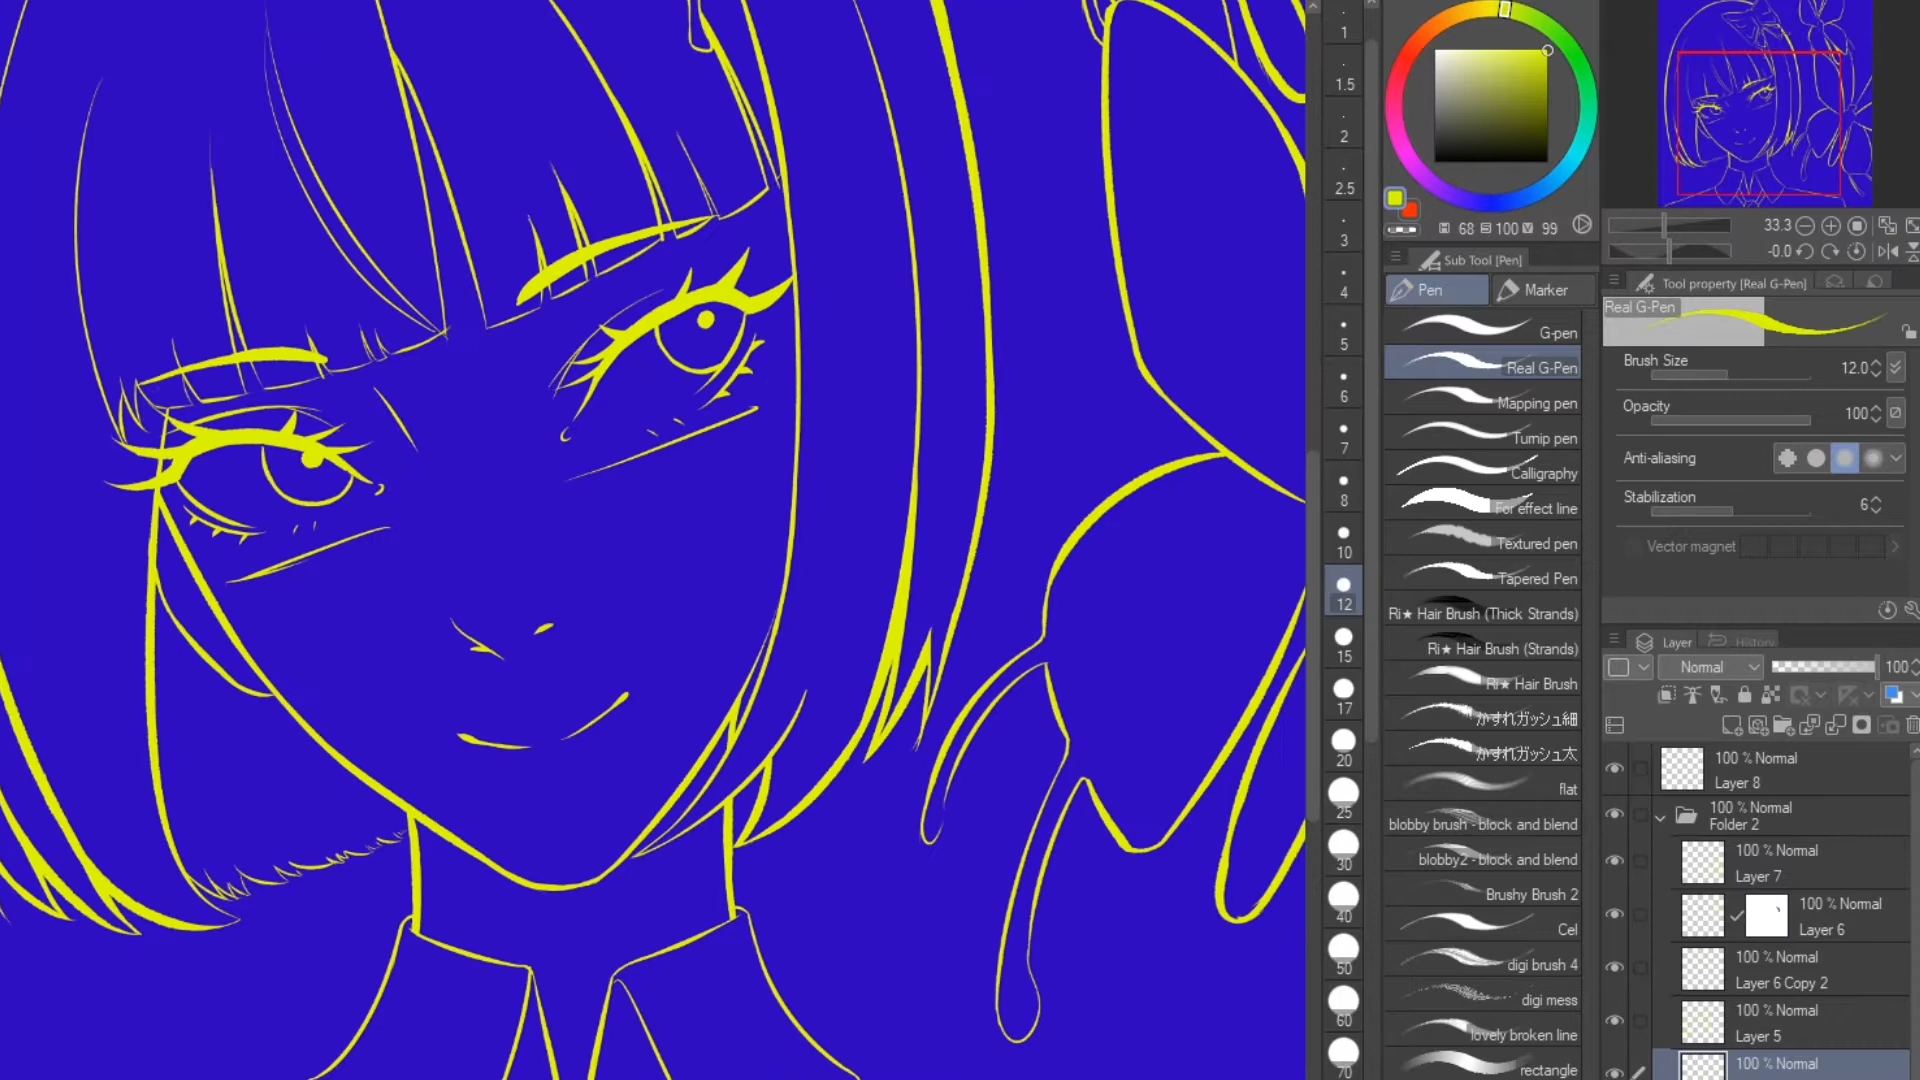 1
1.5
2
2.5
3
4
5
6
7
8
10
12
15
17
20
25
30
40
50
60
70
68 100 99
Sub Tool [Pen]
Pen
Marker
G-pen
Real G-Pen
Mapping pen
Turnip pen
Calligraphy
For effect line
Textured pen
Tapered Pen
Ri★ Hair Brush (Thick Strands)
Ri★ Hair Brush (Strands)
Ri★ Hair Brush
かすれガッシュ細
かすれガッシュ太
flat
blobby brush - block and blend
blobby2 - block and blend
Brushy Brush 2
Cel
digi brush 4
digi mess
lovely broken line
rectangle
33.3
-0.0
Tool property [Real G-Pen]
Real G-Pen
Brush Size 12.0
Opacity 100
Anti-aliasing
Stabilization 6
Vector magnet
Layer History
Normal 100
100 % Normal
Layer 8
100 % Normal
Folder 2
100 % Normal
Layer 7
100 % Normal
Layer 6
100 % Normal
Layer 6 Copy 2
100 % Normal
Layer 5
100 % Normal